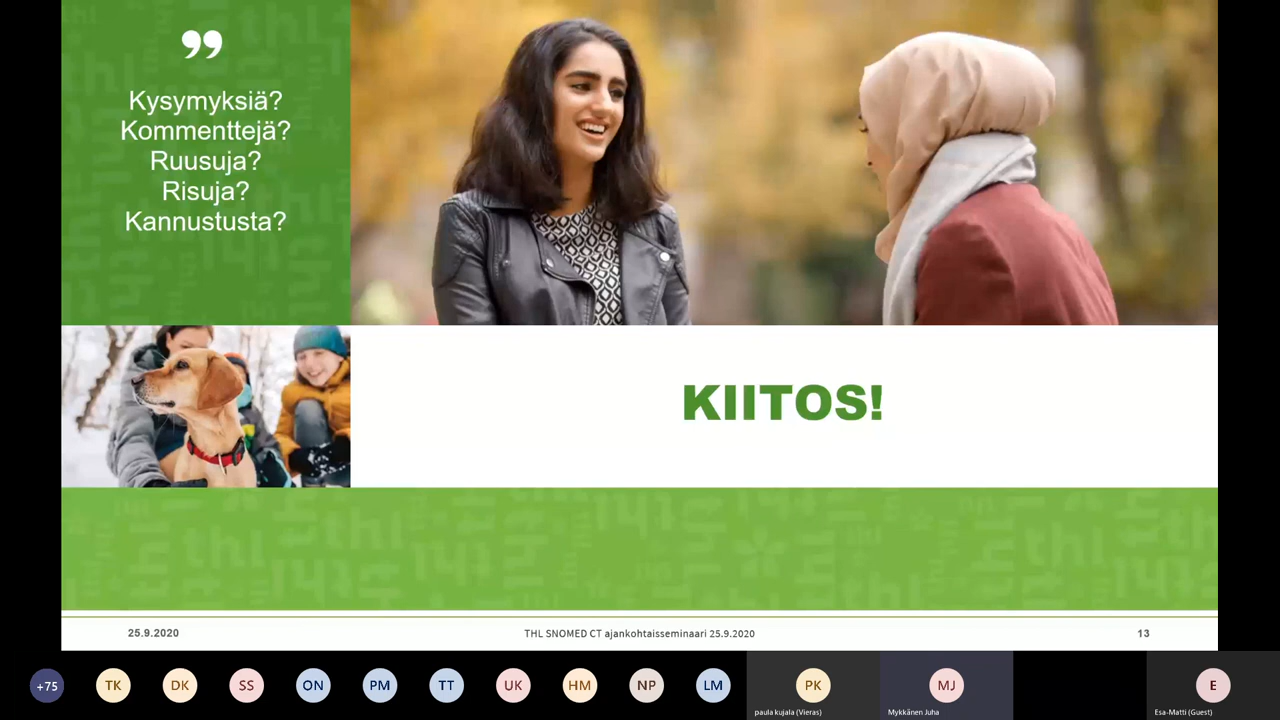 Kysymyksiä?
Kommenttejä?
Ruusuja?
Risuja?
Kannustusta?
KIITOS!
25.9.2020
THL SNOMED CT ajankohtaisseminaari 25.9.2020
13
+75
TK
DK
SS
ON
PM
TT
UK
HM
NP
LM
PK
MJ
E
paula kujala (Vieras)
Mykkänen Juha
Esa-Matti (Guest)